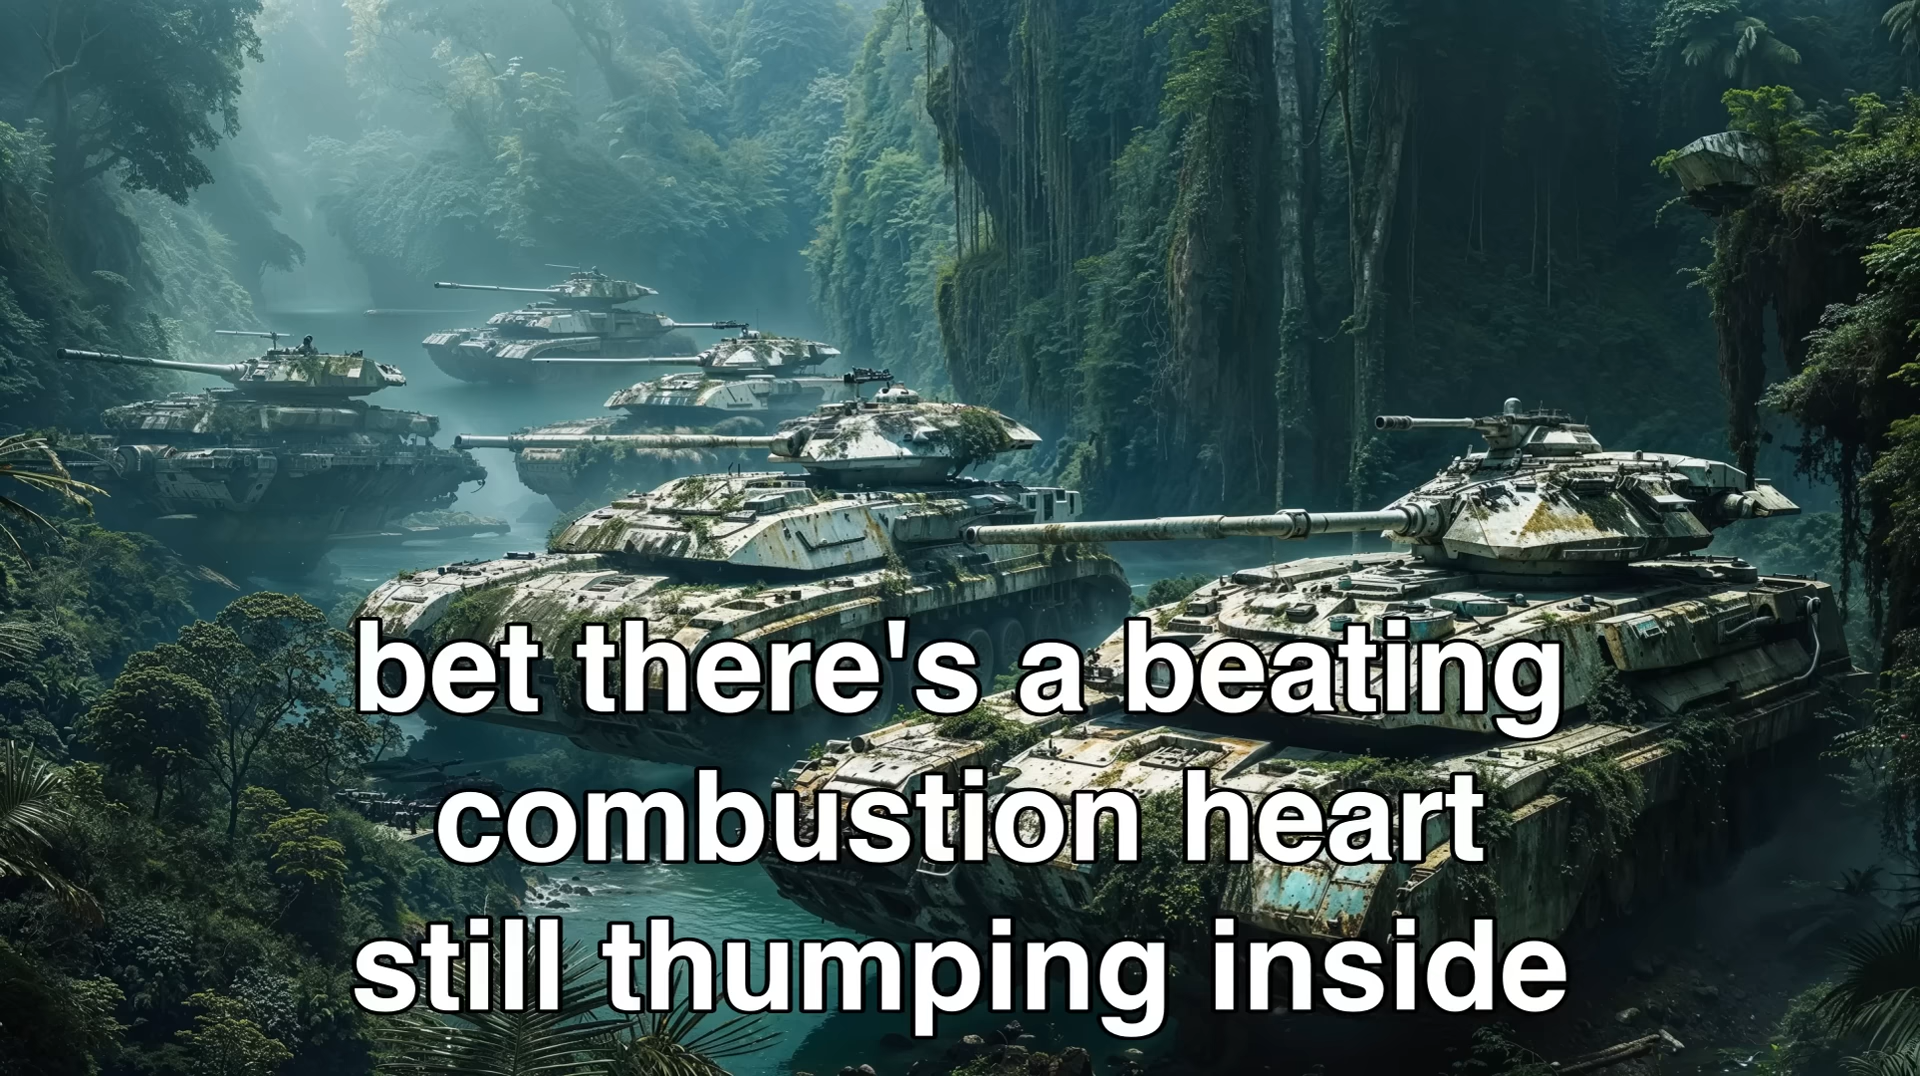 bet there's a beating
combustion heart
still thumping inside